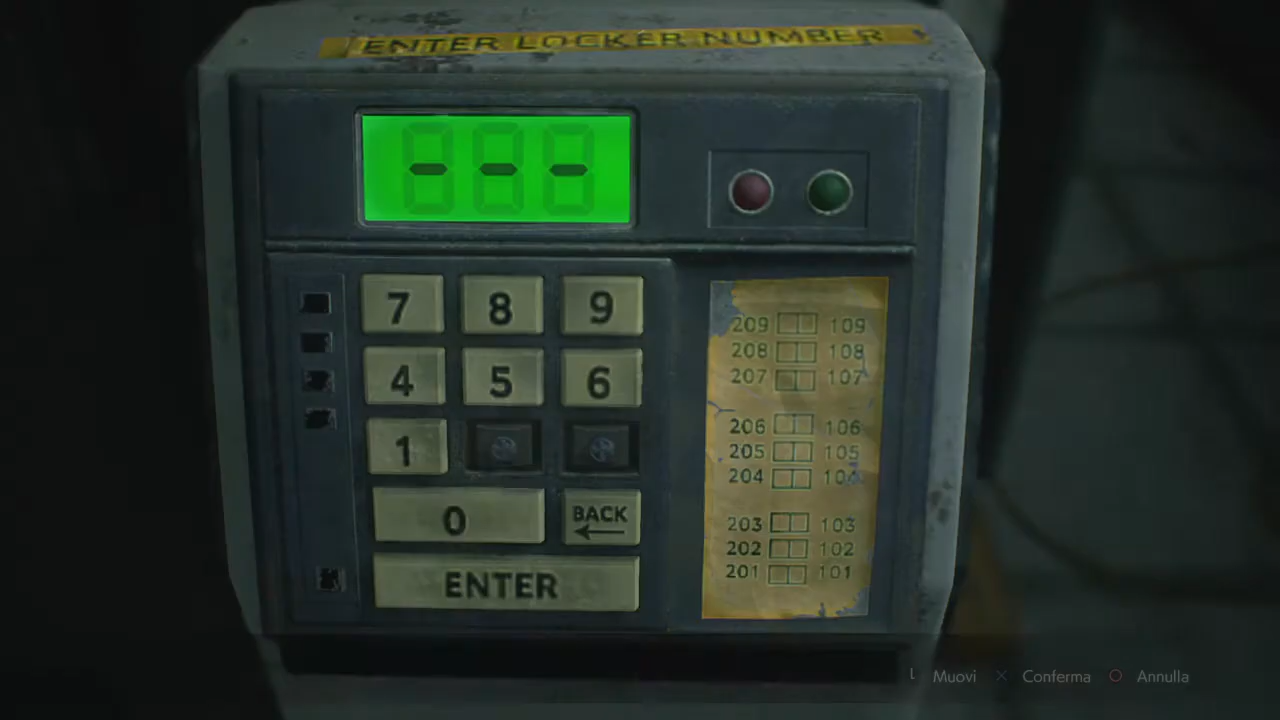 ENTER LOCKER NUMBER
- - -
7 8 9
4 5 6
1
0 BACK
ENTER
209 109
208 108
207 107
206 106
205 105
204 104
203 103
202 102
201 101
L Muovi X Conferma O Annulla